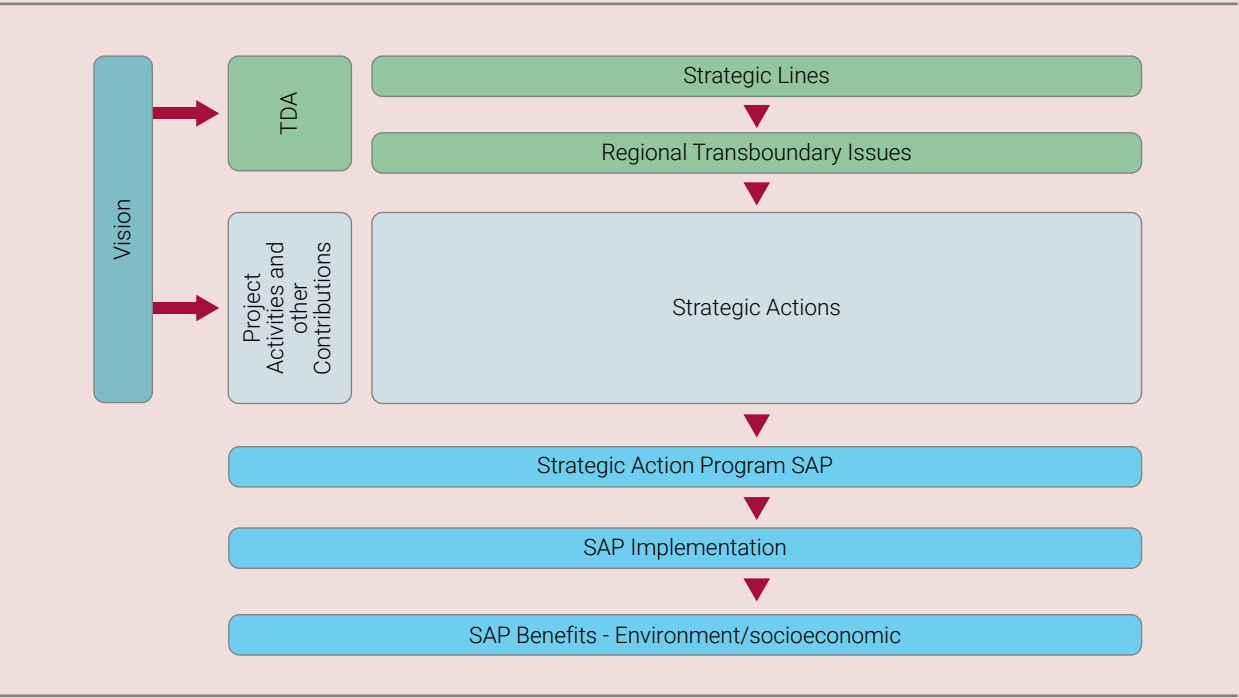 Vision
TDA
Strategic Lines
Regional Transboundary Issues
Project
Activities and
other
Contributions
Strategic Actions
Strategic Action Program SAP
SAP Implementation
SAP Benefits - Environment/socioeconomic